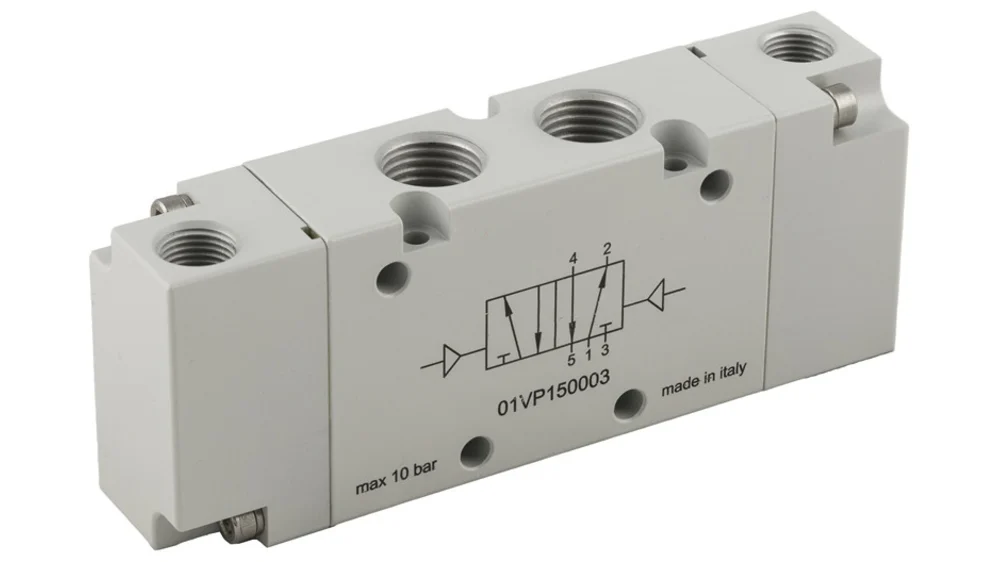 4 2
5 1 3
01VP150003
made in italy
max 10 bar